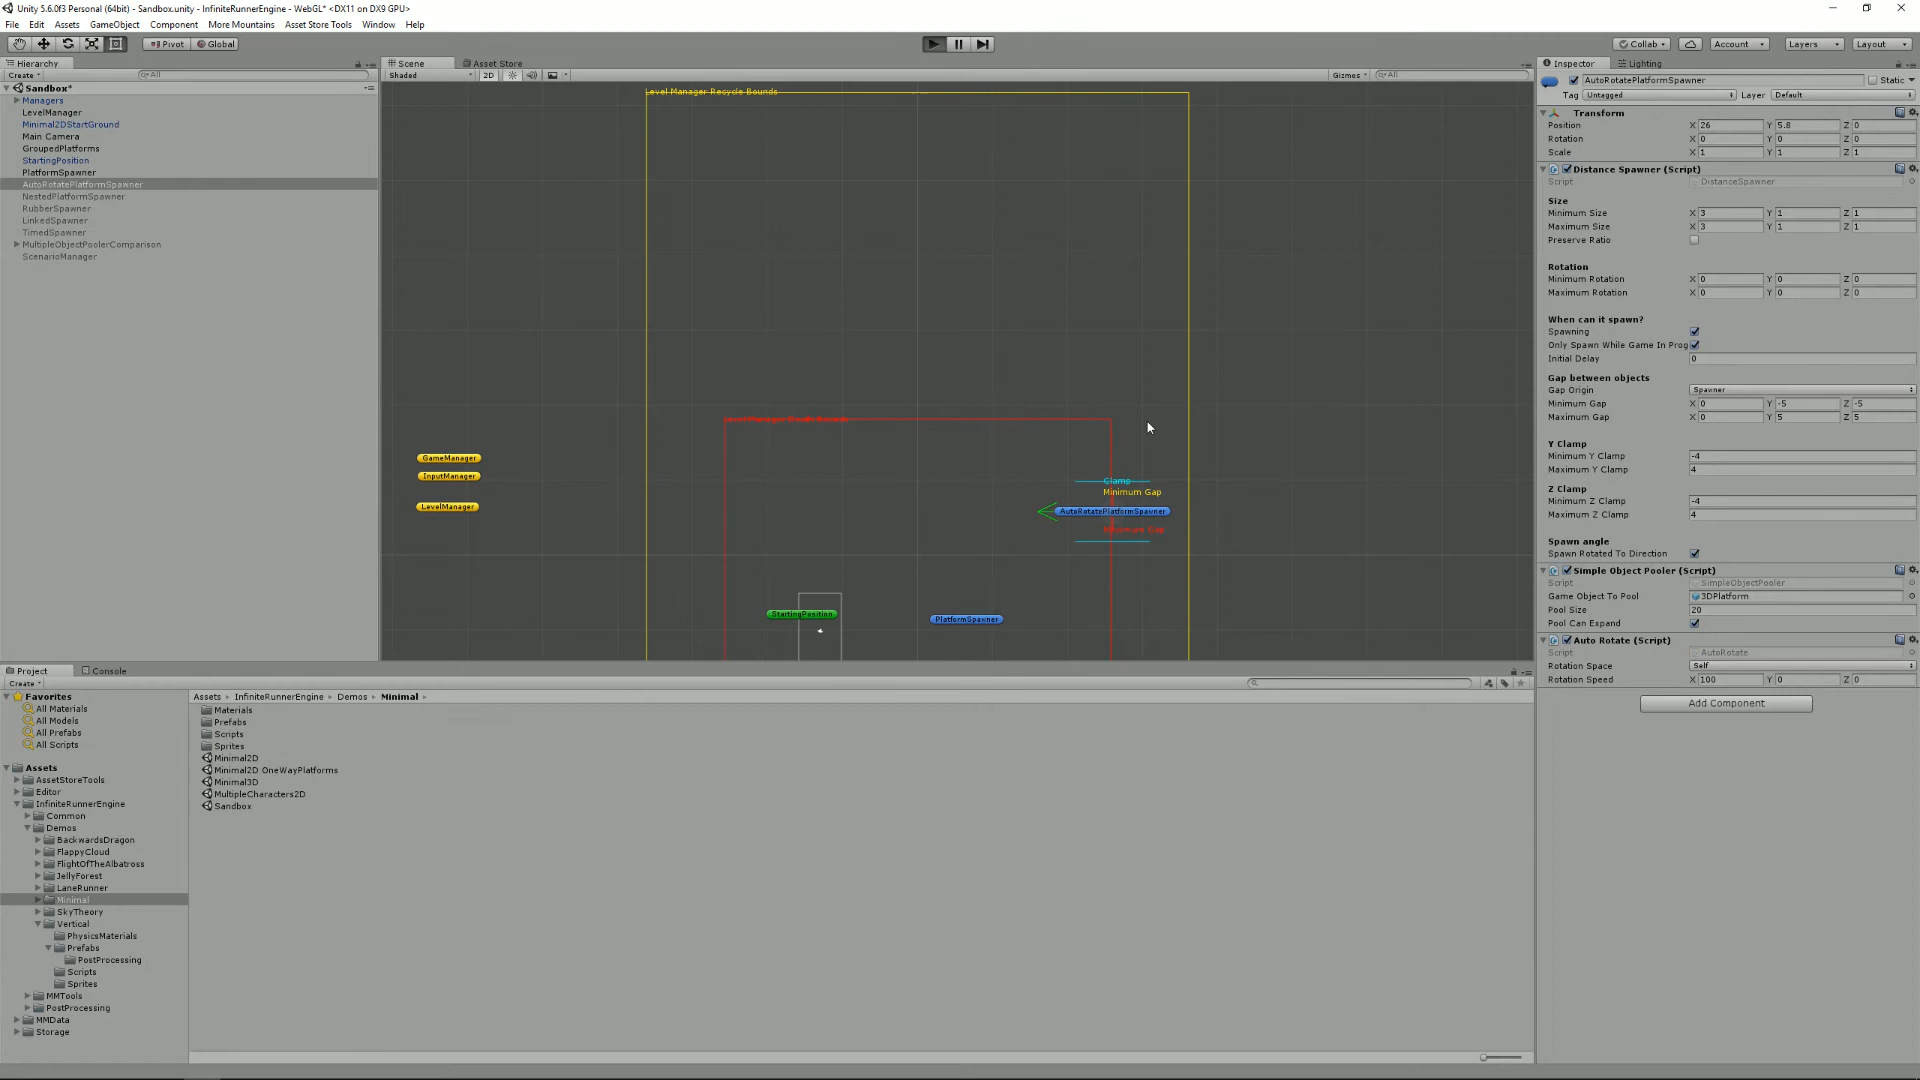 Unity 5.6.0f3 Personal (64bit) - Sandbox.unity - InfiniteRunnerEngine - WebGL* <DX11 on DX9 GPU>
File Edit Assets GameObject Component More Mountains Asset Store Tools Window Help
Pivot Global Collab Account Layers Layout
Hierarchy
Create All
Sandbox*
Managers
LevelManager
Minimal2DStartGround
Main Camera
GroupedPlatforms
StartingPosition
PlatformSpawner
AutoRotatePlatformSpawner
NestedPlatformSpawner
RubberSpawner
LinkedSpawner
TimedSpawner
MultipleObjectPoolerComparison
ScenarioManager
Scene Asset Store
Shaded 2D Gizmos All
Level Manager Recycle Bounds
GameManager
InputManager
LevelManager
Clamp
Minimum Gap
AutoRotatePlatformSpawner
StartingPosition
PlatformSpawner
Inspector Lighting
AutoRotatePlatformSpawner Static
Tag Untagged Layer Default
Transform
Position X 26 Y 5.8 Z 0
Rotation X 0 Y 0 Z 0
Scale X 1 Y 1 Z 1
Distance Spawner (Script)
Script DistanceSpawner
Size
Minimum Size X 3 Y 1 Z 1
Maximum Size X 3 Y 1 Z 1
Preserve Ratio
Rotation
Minimum Rotation X 0 Y 0 Z 0
Maximum Rotation X 0 Y 0 Z 0
When can it spawn?
Spawning
Only Spawn While Game In Prog
Initial Delay 0
Gap between objects
Gap Origin Spawner
Minimum Gap X 0 Y -5 Z -5
Maximum Gap X 0 Y 5 Z 5
Y Clamp
Minimum Y Clamp -4
Maximum Y Clamp 4
Z Clamp
Minimum Z Clamp -4
Maximum Z Clamp 4
Spawn angle
Spawn Rotated To Direction
Simple Object Pooler (Script)
Script SimpleObjectPooler
Game Object To Pool 3DPlatform
Pool Size 20
Pool Can Expand
Auto Rotate (Script)
Script AutoRotate
Rotation Space Self
Rotation Speed X 100 Y 0 Z 0
Add Component
Project Console
Create
Favorites
All Materials
All Models
All Prefabs
All Scripts
Assets
AssetStoreTools
Editor
InfiniteRunnerEngine
Common
Demos
BackwardsDragon
FlappyCloud
FlightOfTheAlbatross
JellyForest
LaneRunner
Minimal
SkyTheory
Vertical
PhysicsMaterials
Prefabs
PostProcessing
Scripts
Sprites
MMTools
PostProcessing
MMData
Storage
Assets InfiniteRunnerEngine Demos Minimal
Materials
Prefabs
Scripts
Sprites
Minimal2D
Minimal2D OneWayPlatforms
Minimal3D
MultipleCharacters2D
Sandbox